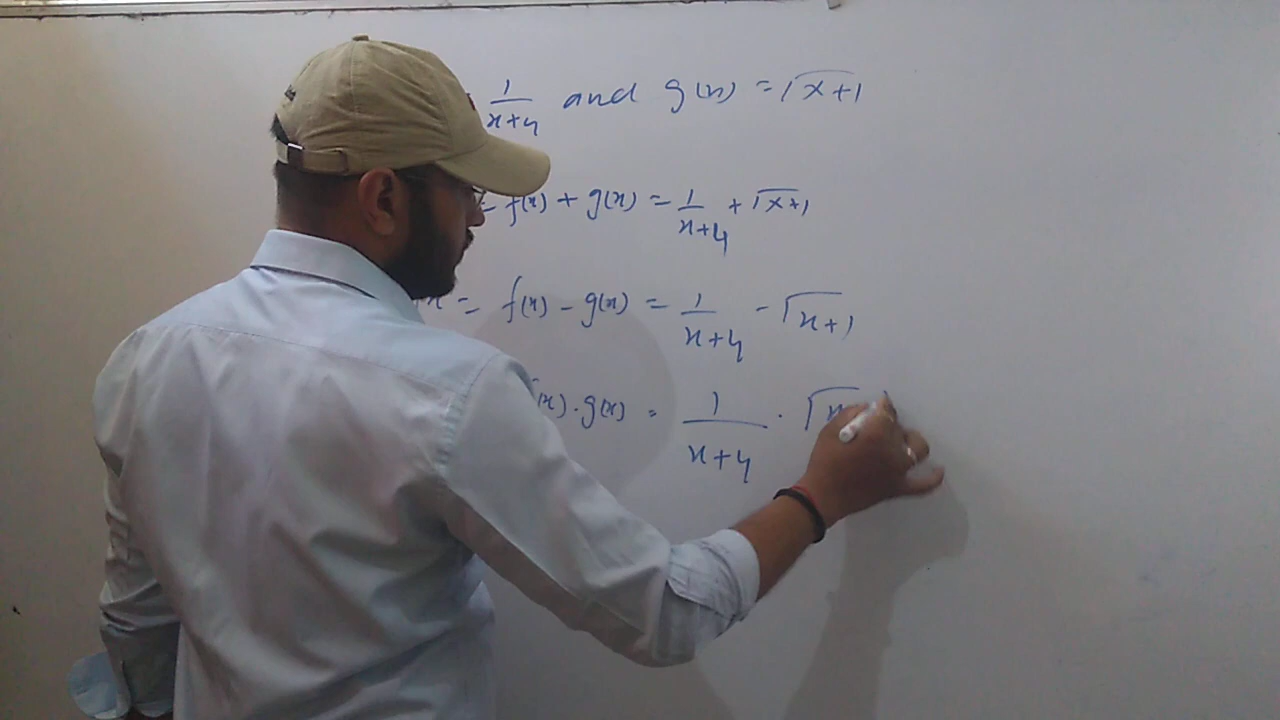 1/(x+4) and g(x) = √(x+1)
= f(x) + g(x) = 1/(x+4) + √(x+1)
x = f(x) - g(x) = 1/(x+4) - √(x+1)
(x) . g(x) = 1/(x+4) . √x